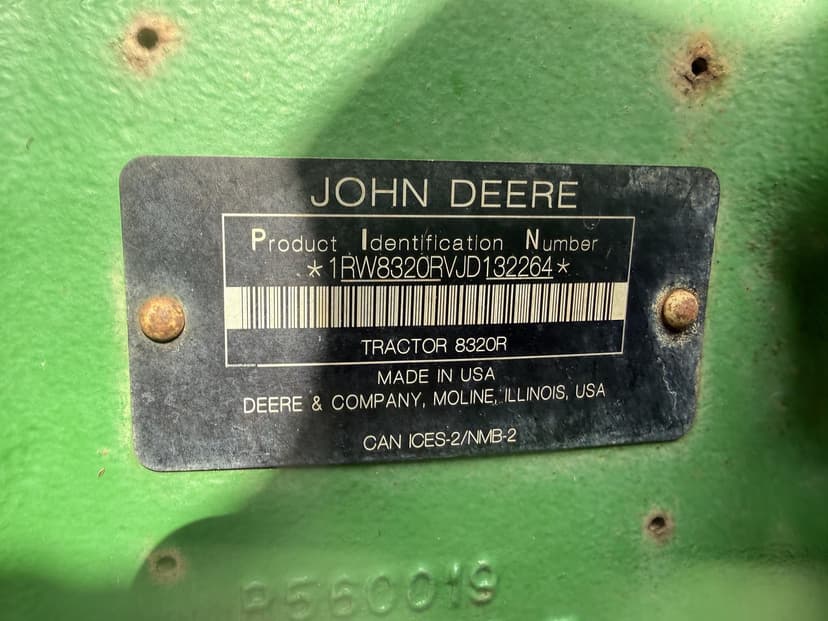 JOHN DEERE
Product Identification Number
*1RW8320RVJD132264*
TRACTOR 8320R
MADE IN USA
DEERE & COMPANY, MOLINE, ILLINOIS, USA
CAN ICES-2/NMB-2
R560019